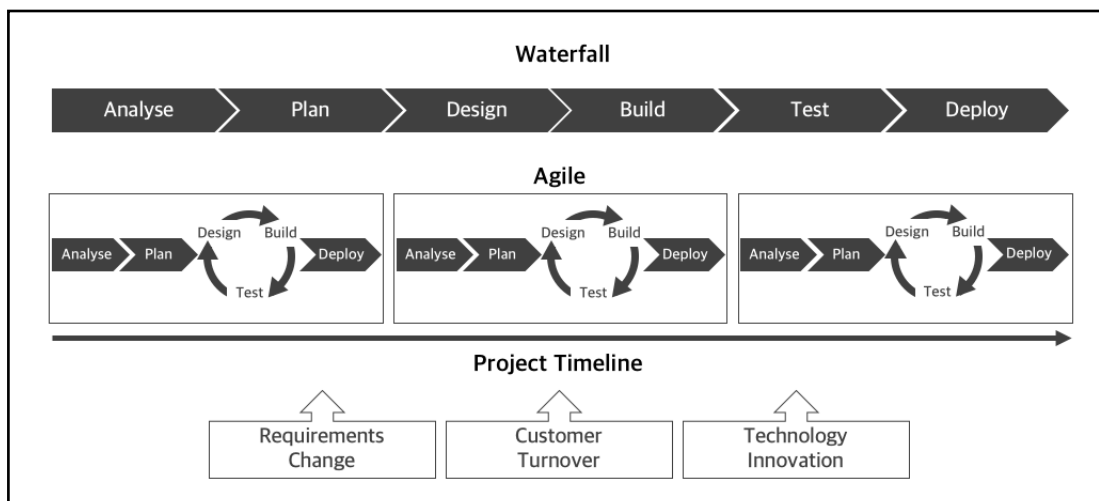 Waterfall
Analyse Plan Design Build Test Deploy
Agile
Design Build
Analyse Plan Deploy
Test
Design Build
Analyse Plan Deploy
Test
Design Build
Analyse Plan Deploy
Test
Project Timeline
Requirements
Change
Customer
Turnover
Technology
Innovation